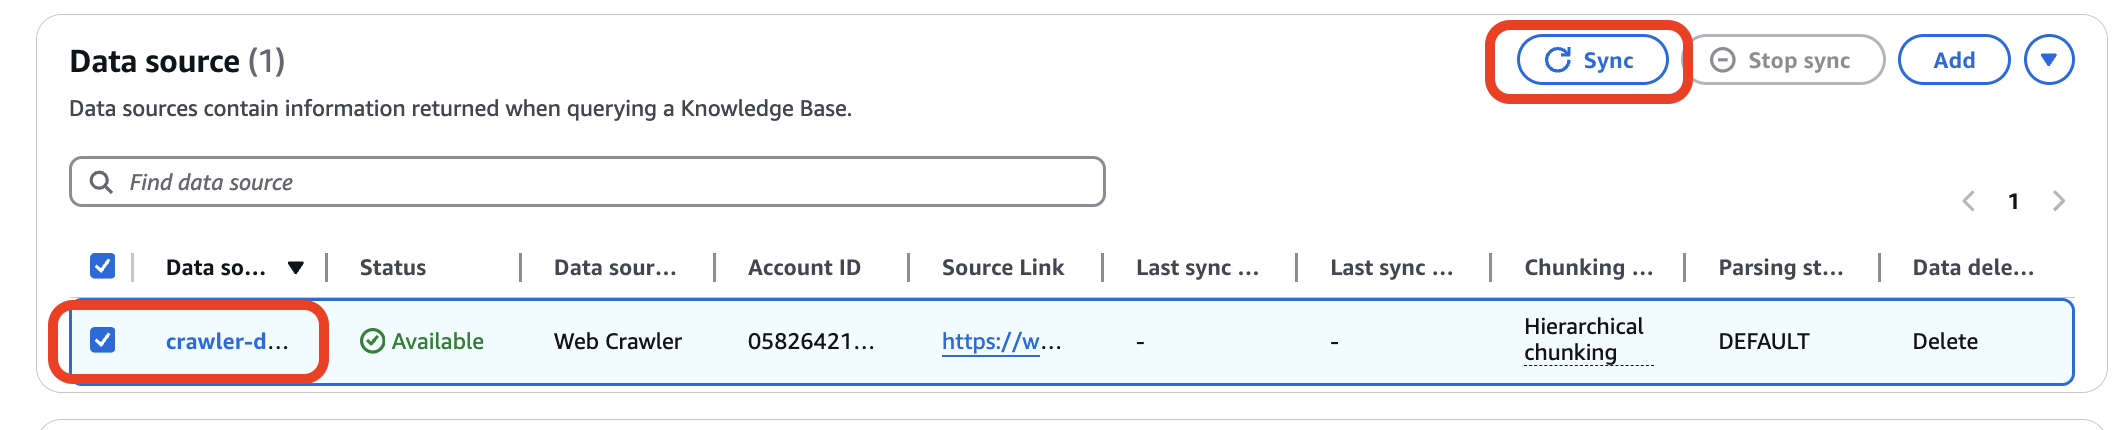 Data source (1)
Sync
Stop sync
Add
Data sources contain information returned when querying a Knowledge Base.
Find data source
1
Data so... Status Data sour... Account ID Source Link Last sync ... Last sync ... Chunking ... Parsing st... Data dele...
crawler-d... Available Web Crawler 05826421... https://w... - - Hierarchical chunking DEFAULT Delete